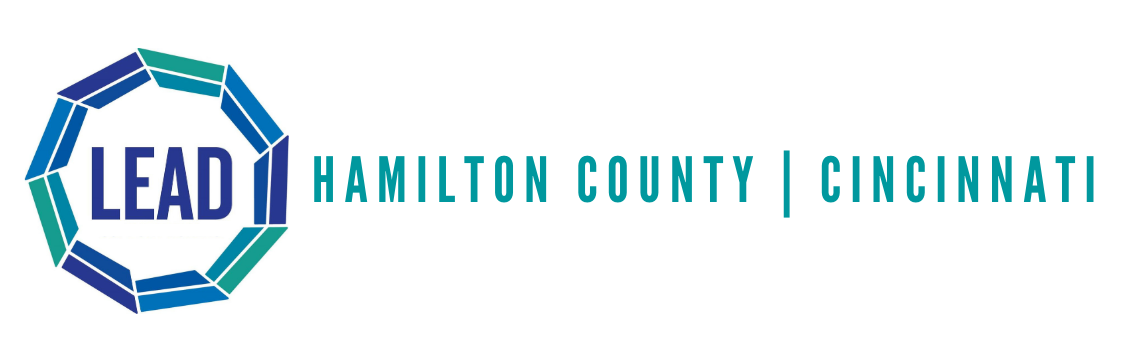 LEAD
HAMILTON COUNTY | CINCINNATI